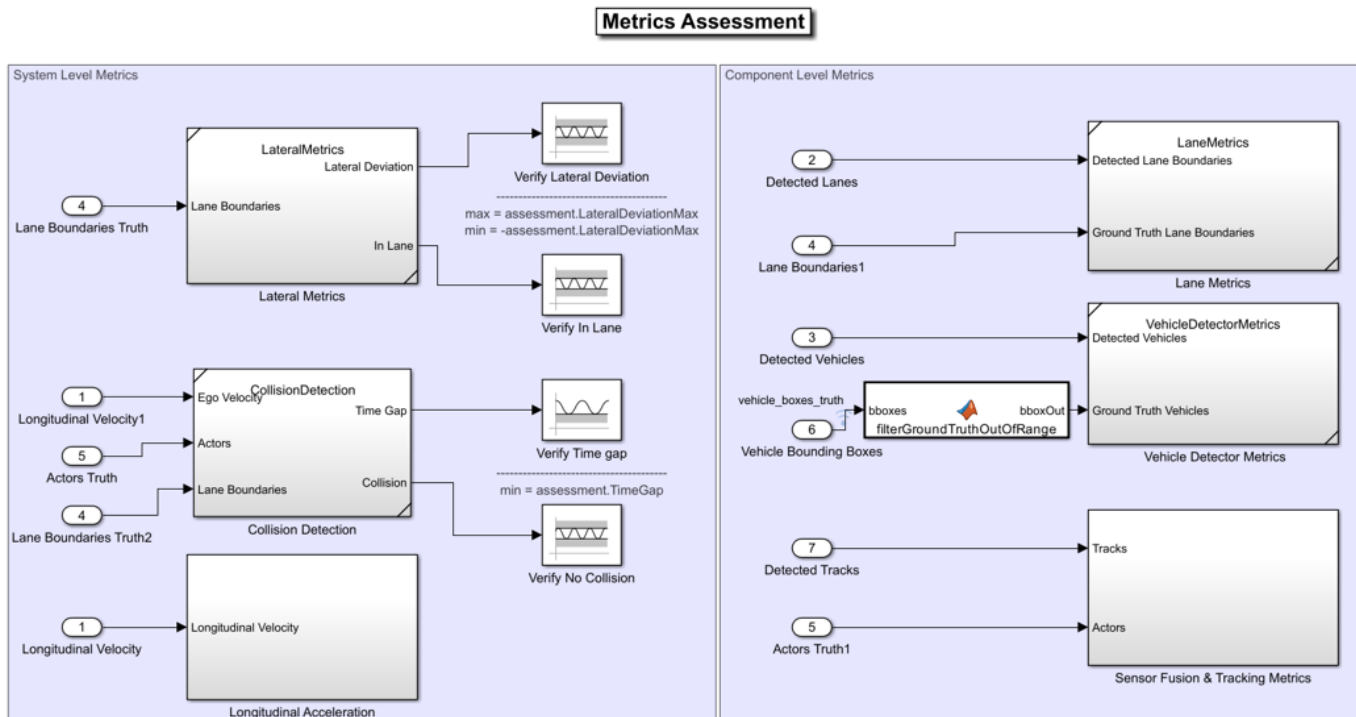 Metrics Assessment
System Level Metrics
LateralMetrics
Lateral Deviation
4
Lane Boundaries
Lane Boundaries Truth
In Lane
Lateral Metrics
Verify Lateral Deviation
---------------------------------------
max = assessment.LateralDeviationMax
min = -assessment.LateralDeviationMax
Verify In Lane
CollisionDetection
1
Ego Velocity
Longitudinal Velocity1
Time Gap
5
Actors
Actors Truth
Collision
4
Lane Boundaries
Lane Boundaries Truth2
Collision Detection
Verify Time gap
---------------------------------------
min = assessment.TimeGap
Verify No Collision
1
Longitudinal Velocity
Longitudinal Velocity
Longitudinal Acceleration
Component Level Metrics
LaneMetrics
2
Detected Lane Boundaries
Detected Lanes
4
Ground Truth Lane Boundaries
Lane Boundaries1
Lane Metrics
VehicleDetectorMetrics
3
Detected Vehicles
Detected Vehicles
vehicle_boxes_truth
bboxes
bboxOut
Ground Truth Vehicles
6
filterGroundTruthOutOfRange
Vehicle Bounding Boxes
Vehicle Detector Metrics
7
Tracks
Detected Tracks
5
Actors
Actors Truth1
Sensor Fusion & Tracking Metrics